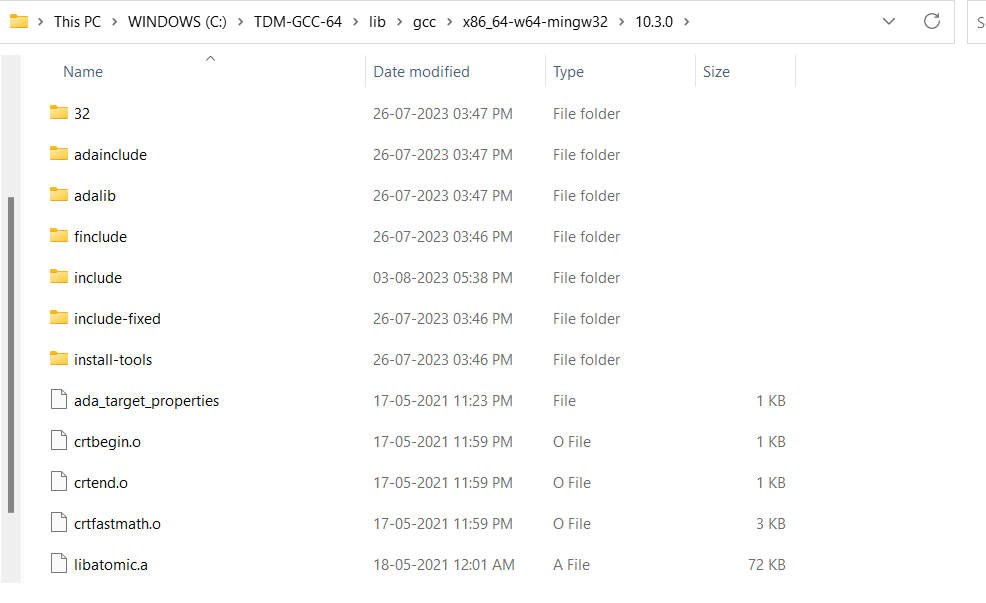 This PC > WINDOWS (C:) > TDM-GCC-64 > lib > gcc > x86_64-w64-mingw32 > 10.3.0 >
Name Date modified Type Size
32 26-07-2023 03:47 PM File folder
adainclude 26-07-2023 03:47 PM File folder
adalib 26-07-2023 03:47 PM File folder
finclude 26-07-2023 03:46 PM File folder
include 03-08-2023 05:38 PM File folder
include-fixed 26-07-2023 03:46 PM File folder
install-tools 26-07-2023 03:46 PM File folder
ada_target_properties 17-05-2021 11:23 PM File 1 KB
crtbegin.o 17-05-2021 11:59 PM O File 1 KB
crtend.o 17-05-2021 11:59 PM O File 1 KB
crtfastmath.o 17-05-2021 11:59 PM O File 3 KB
libatomic.a 18-05-2021 12:01 AM A File 72 KB